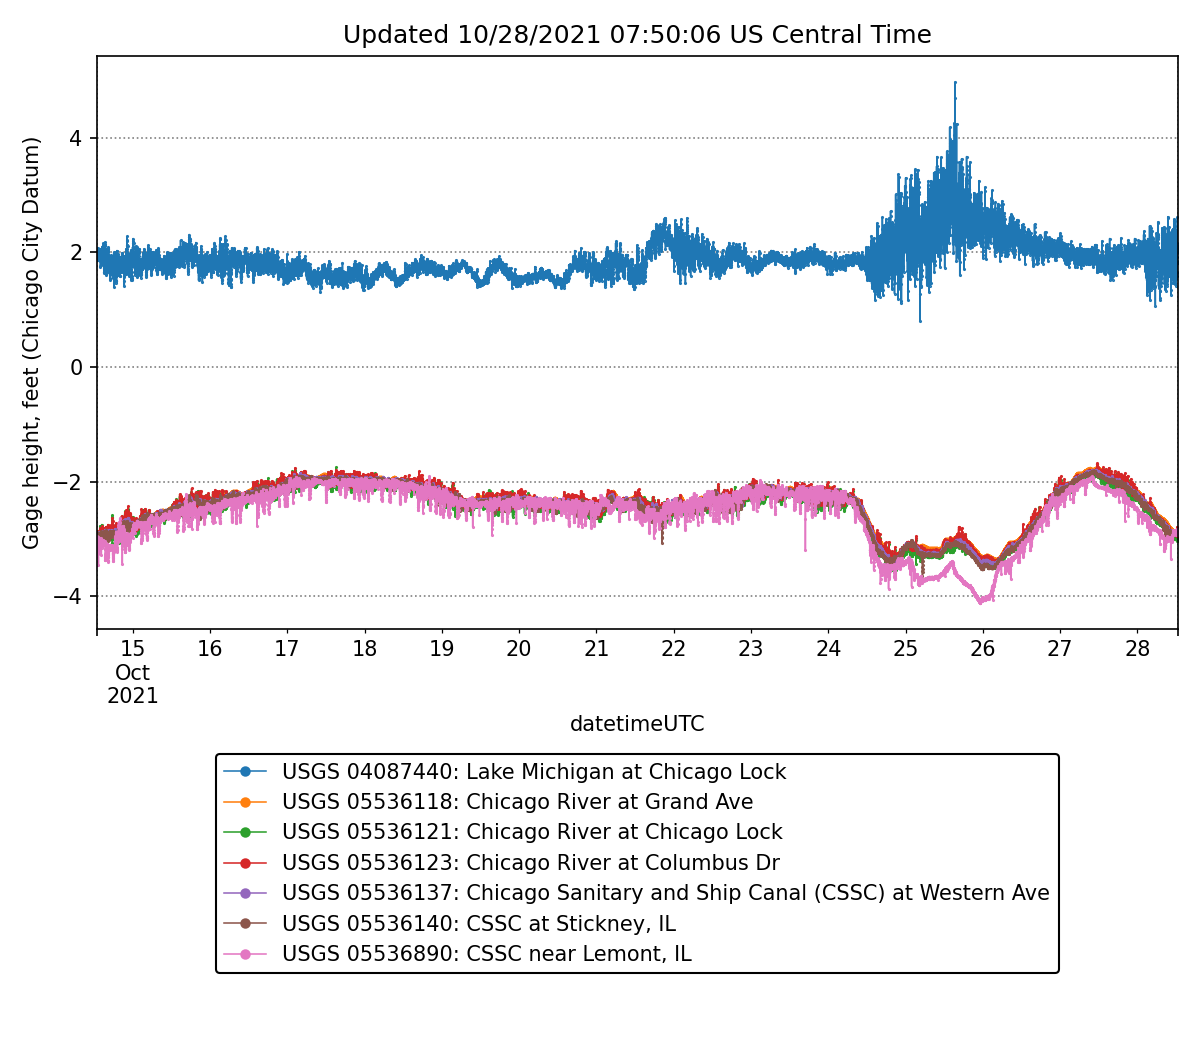 Updated 10/28/2021 07:50:06 US Central Time
Gage height, feet (Chicago City Datum)
4
2
0
−2
−4
15 16 17 18 19 20 21 22 23 24 25 26 27 28
Oct
2021
datetimeUTC
USGS 04087440: Lake Michigan at Chicago Lock
USGS 05536118: Chicago River at Grand Ave
USGS 05536121: Chicago River at Chicago Lock
USGS 05536123: Chicago River at Columbus Dr
USGS 05536137: Chicago Sanitary and Ship Canal (CSSC) at Western Ave
USGS 05536140: CSSC at Stickney, IL
USGS 05536890: CSSC near Lemont, IL